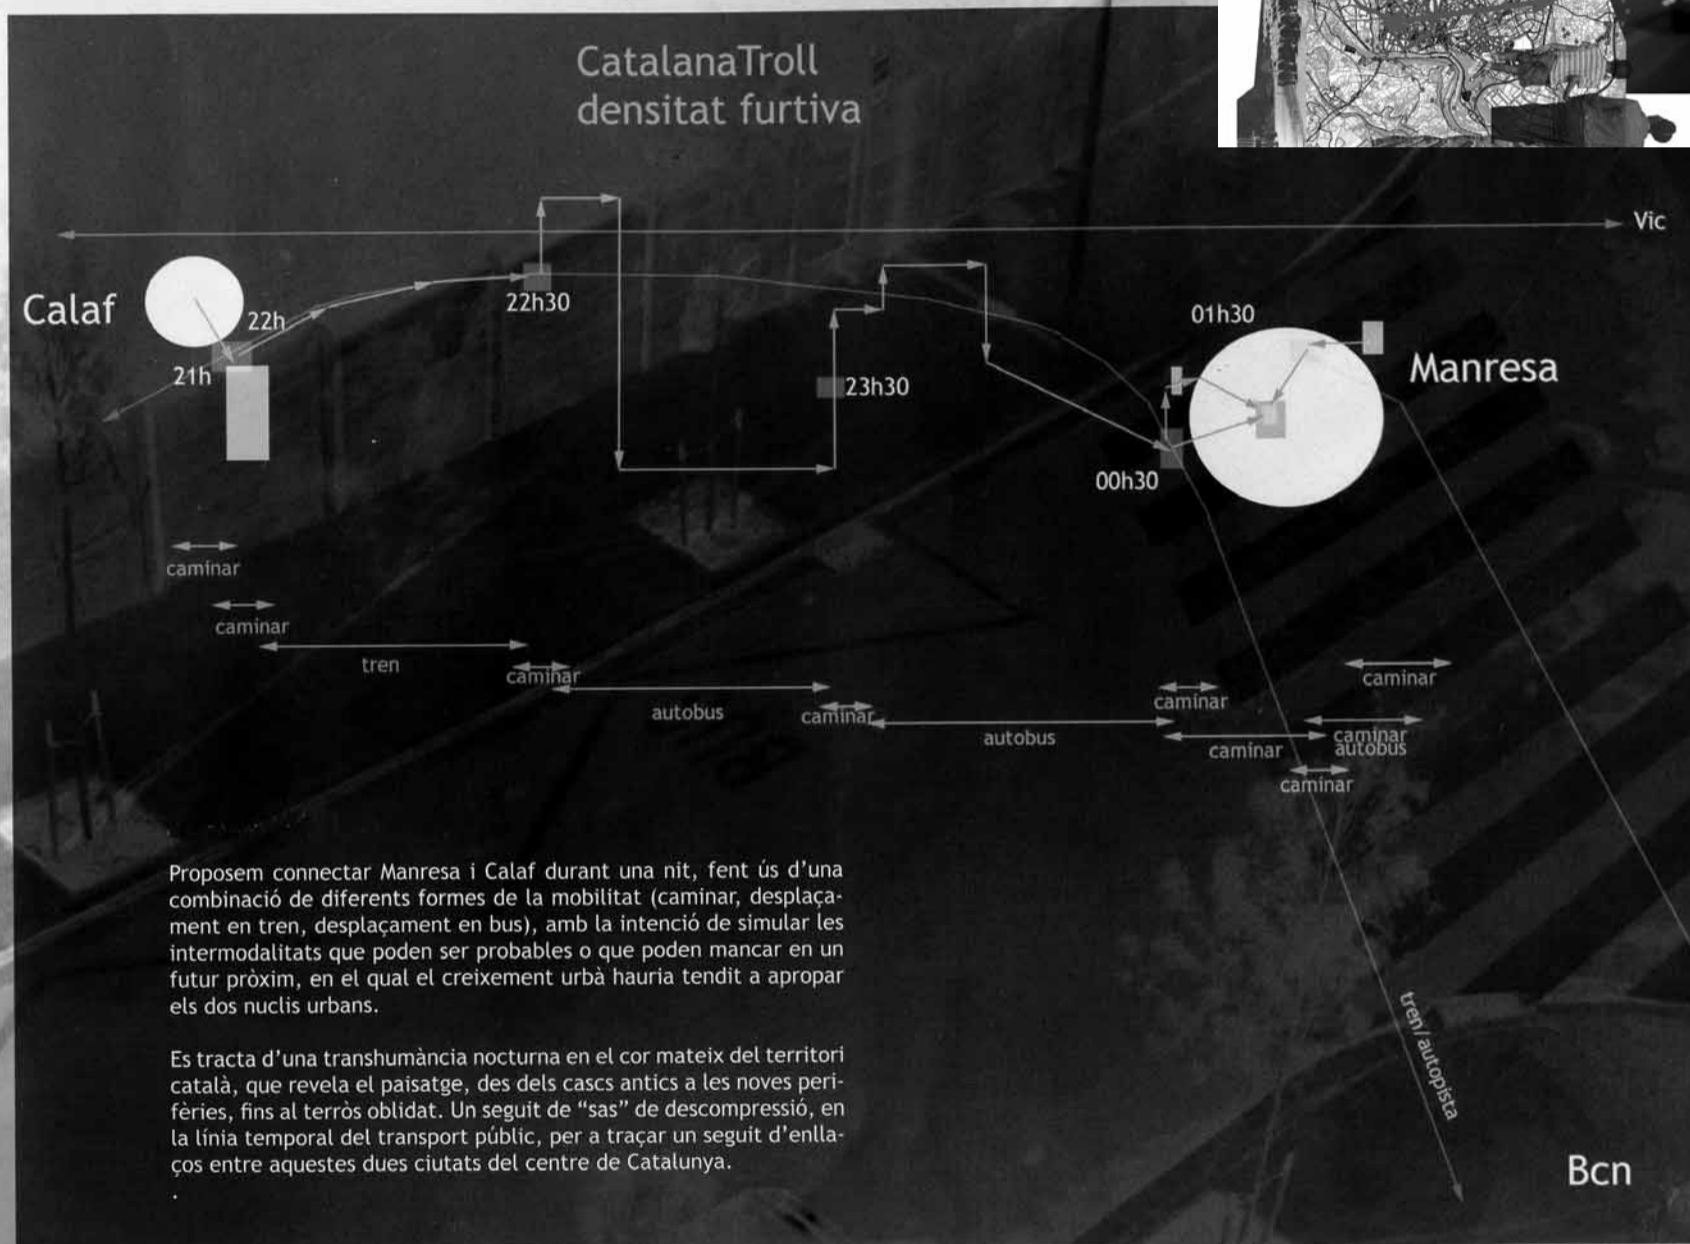 CatalanaTroll
densitat furtiva
Vic
Calaf
22h
21h
22h30
23h30
01h30
Manresa
00h30
caminar
caminar
tren
caminar
autobus
caminar
autobus
caminar
caminar
caminar
caminar
autobus
caminar
Proposem connectar Manresa i Calaf durant una nit, fent ús d'una
combinació de diferents formes de la mobilitat (caminar, desplaça-
ment en tren, desplaçament en bus), amb la intenció de simular les
intermodalitats que poden ser probables o que poden mancar en un
futur pròxim, en el qual el creixement urbà hauria tendit a apropar
els dos nuclis urbans.
Es tracta d'una transhumància nocturna en el cor mateix del territori
català, que revela el paisatge, des dels cascs antics a les noves peri-
fèries, fins al terròs oblidat. Un seguit de "sas" de descompressió, en
la línia temporal del transport públic, per a traçar un seguit d'enlla-
ços entre aquestes dues ciutats del centre de Catalunya.
.
tren/autopista
Bcn